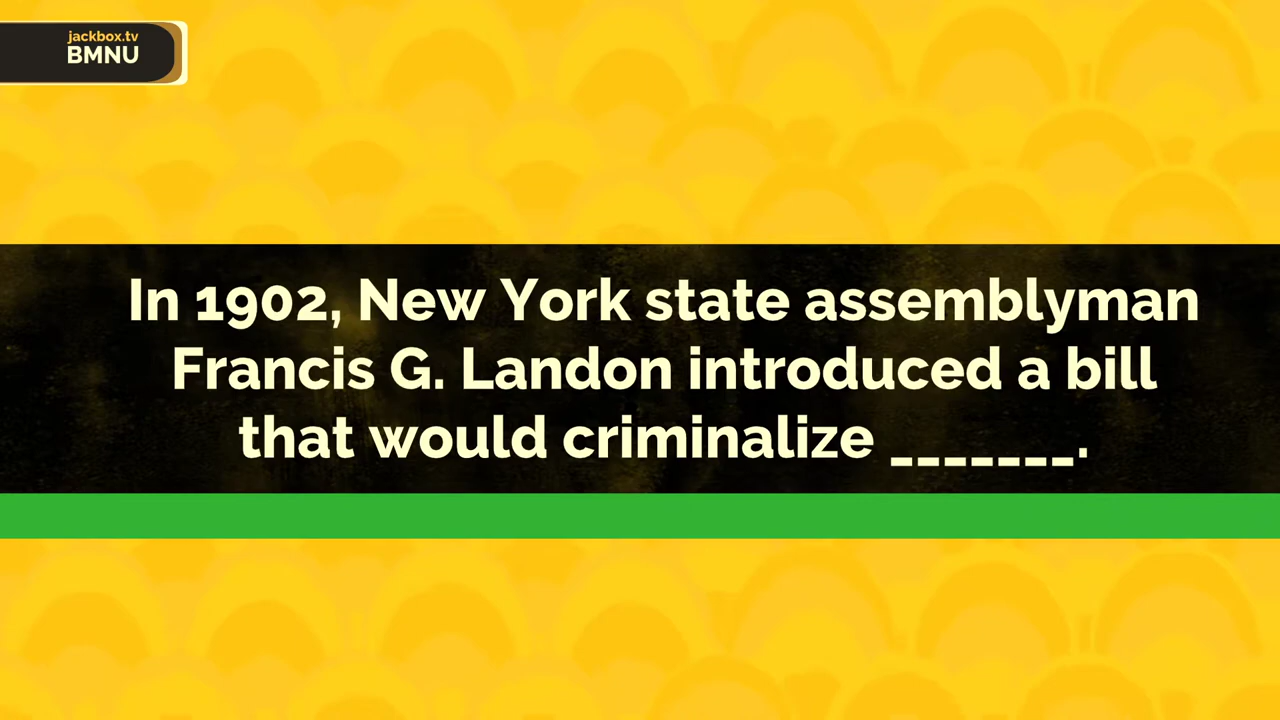 jackbox.tv
BMNU
In 1902, New York state assemblyman
Francis G. Landon introduced a bill
that would criminalize _______.